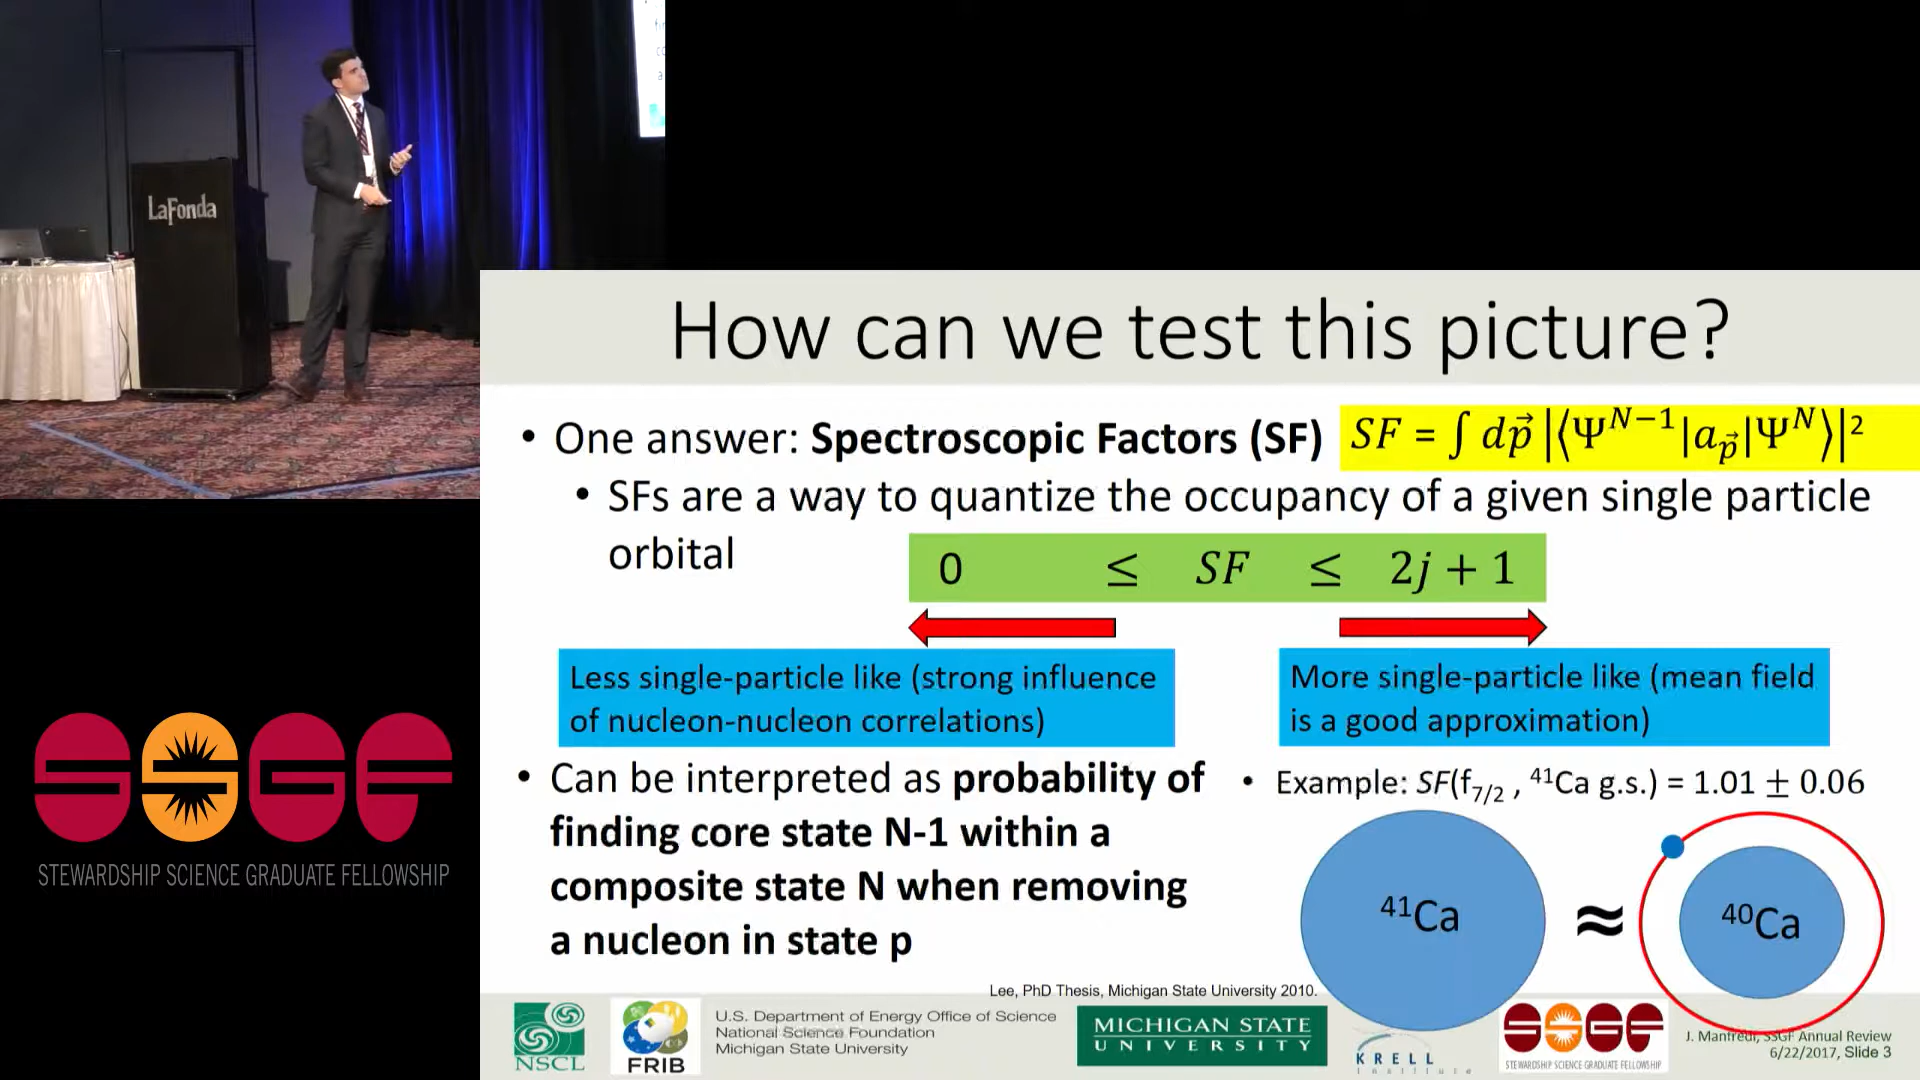 LaFonda
How can we test this picture?
• One answer: Spectroscopic Factors (SF)
SF = ∫ dp⃗ |⟨Ψ^{N−1}|a_{p⃗}|Ψ^N⟩|²
• SFs are a way to quantize the occupancy of a given single particle
orbital
0 ≤ SF ≤ 2j + 1
Less single-particle like (strong influence
of nucleon-nucleon correlations)
More single-particle like (mean field
is a good approximation)
• Can be interpreted as probability of
finding core state N-1 within a
composite state N when removing
a nucleon in state p
• Example: SF(f7/2 , 41Ca g.s.) = 1.01 ± 0.06
41Ca
≈
40Ca
SSGF
STEWARDSHIP SCIENCE GRADUATE FELLOWSHIP
Lee, PhD Thesis, Michigan State University 2010.
NSCL
FRIB
U.S. Department of Energy Office of Science
National Science Foundation
Michigan State University
MICHIGAN STATE
UNIVERSITY
KRELL
Institute
SSGF
STEWARDSHIP SCIENCE GRADUATE FELLOWSHIP
J. Manfredi, SSGF Annual Review
6/22/2017, Slide 3